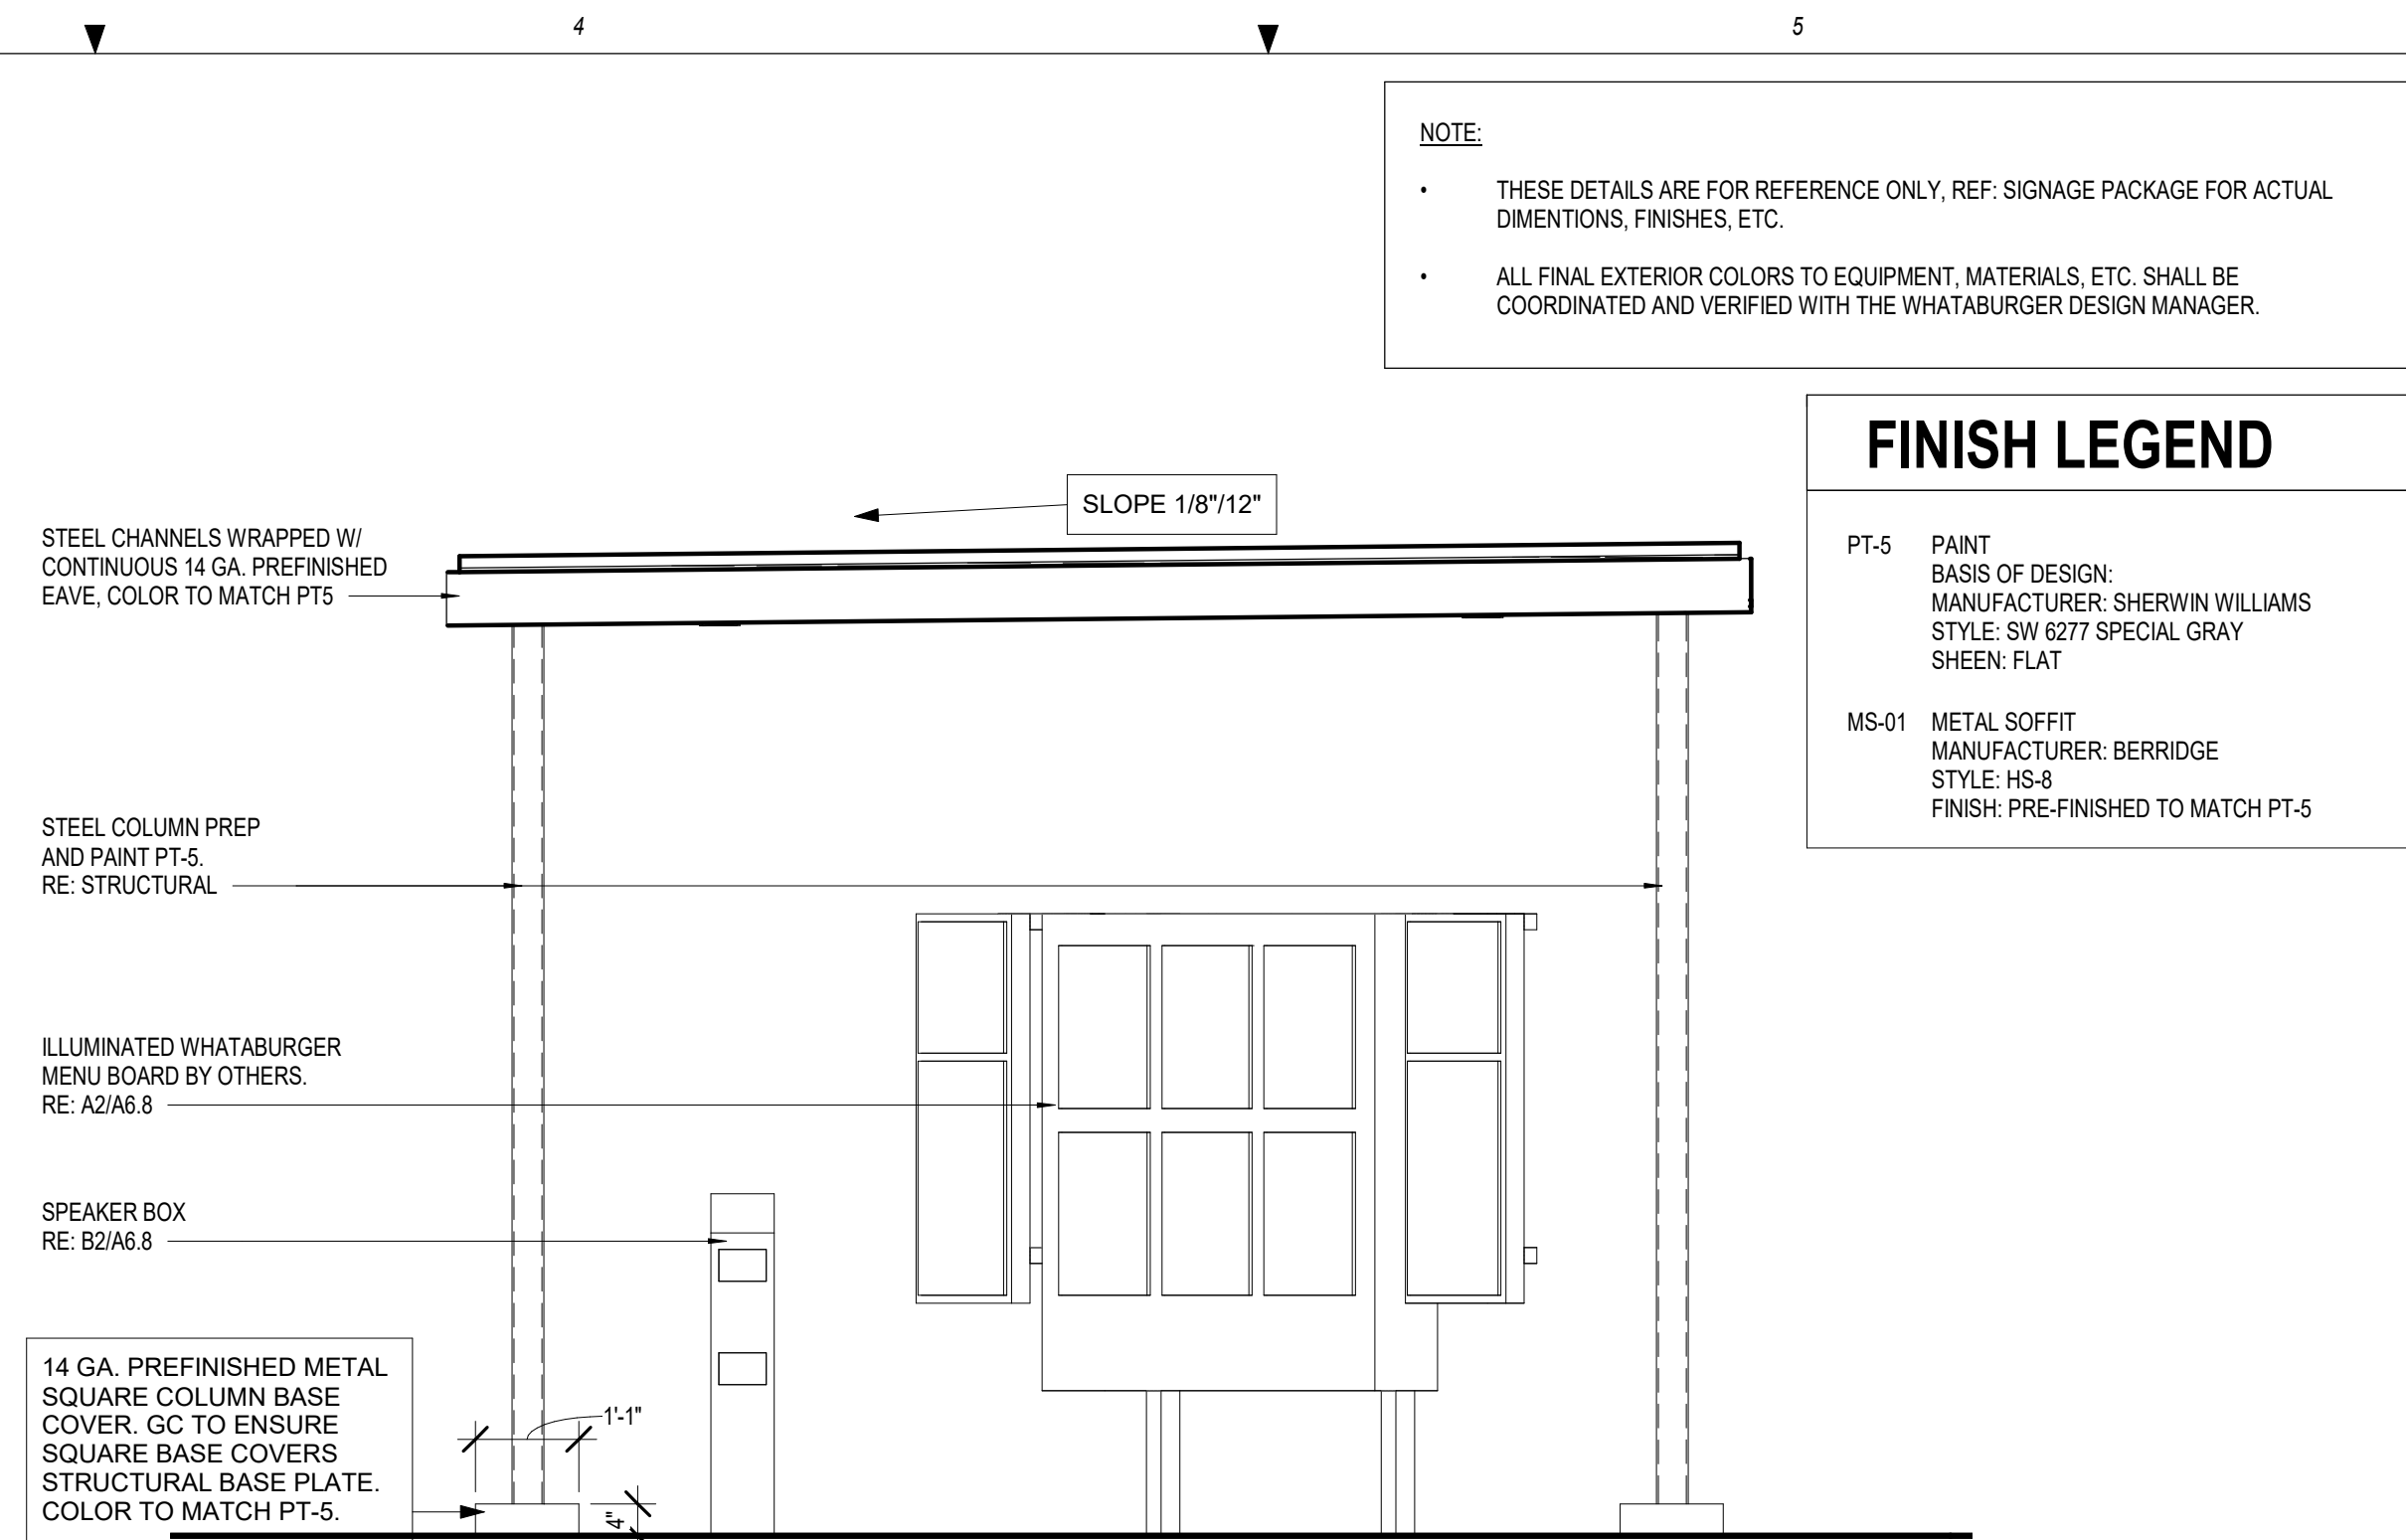 4
5
NOTE:
• THESE DETAILS ARE FOR REFERENCE ONLY, REF: SIGNAGE PACKAGE FOR ACTUAL
DIMENTIONS, FINISHES, ETC.
• ALL FINAL EXTERIOR COLORS TO EQUIPMENT, MATERIALS, ETC. SHALL BE
COORDINATED AND VERIFIED WITH THE WHATABURGER DESIGN MANAGER.
FINISH LEGEND
PT-5 PAINT
BASIS OF DESIGN:
MANUFACTURER: SHERWIN WILLIAMS
STYLE: SW 6277 SPECIAL GRAY
SHEEN: FLAT
MS-01 METAL SOFFIT
MANUFACTURER: BERRIDGE
STYLE: HS-8
FINISH: PRE-FINISHED TO MATCH PT-5
SLOPE 1/8"/12"
STEEL CHANNELS WRAPPED W/
CONTINUOUS 14 GA. PREFINISHED
EAVE, COLOR TO MATCH PT5
STEEL COLUMN PREP
AND PAINT PT-5.
RE: STRUCTURAL
ILLUMINATED WHATABURGER
MENU BOARD BY OTHERS.
RE: A2/A6.8
SPEAKER BOX
RE: B2/A6.8
14 GA. PREFINISHED METAL
SQUARE COLUMN BASE
COVER. GC TO ENSURE
SQUARE BASE COVERS
STRUCTURAL BASE PLATE.
COLOR TO MATCH PT-5.
1'-1"
4"